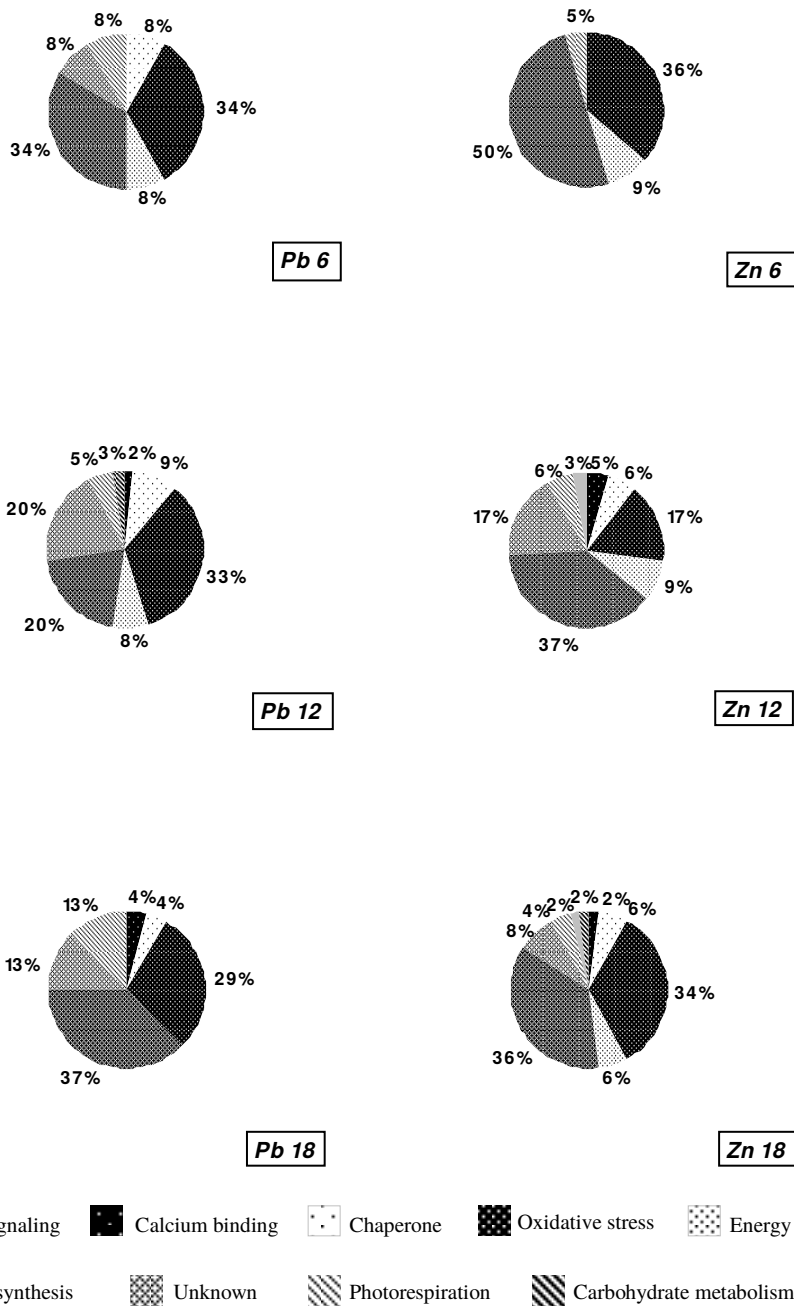 8% 8%
8%
34%
34%
8%
Pb 6
5%
36%
50%
9%
Zn 6
5% 3% 2% 9%
20%
33%
20%
8%
Pb 12
6% 3% 5% 6%
17% 17%
9%
37%
Zn 12
13% 4% 4%
13% 29%
37%
Pb 18
4% 2% 2% 2% 6%
8%
34%
36%
6%
Zn 18
gnaling Calcium binding Chaperone Oxidative stress Energy
synthesis Unknown Photorespiration Carbohydrate metabolism